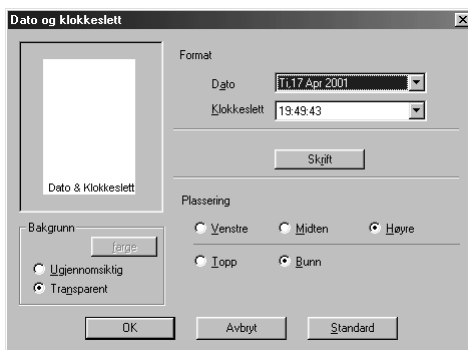 Dato og klokkeslett
Format
Dato Ti,17 Apr 2001
Klokkeslett 19:49:43
Skrift
Dato & Klokkeslett
Plassering
Venstre Midten Høyre
Topp Bunn
Bakgrunn
farge
Ugjennomsiktig
Transparent
OK Avbryt Standard